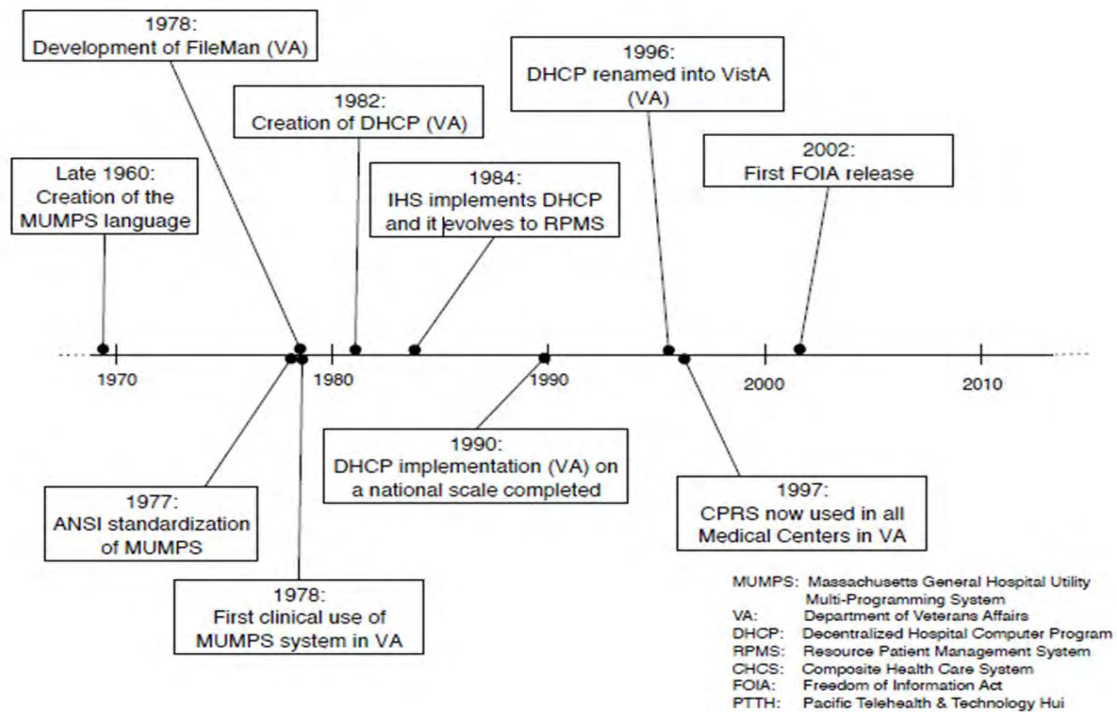 1978:
Development of FileMan (VA)
1996:
DHCP renamed into VistA
(VA)
1982:
Creation of DHCP (VA)
2002:
First FOIA release
Late 1960:
Creation of the
MUMPS language
1984:
IHS implements DHCP
and it evolves to RPMS
1970
1980
1990
2000
2010
1977:
ANSI standardization
of MUMPS
1990:
DHCP implementation (VA) on
a national scale completed
1997:
CPRS now used in all
Medical Centers in VA
1978:
First clinical use of
MUMPS system in VA
MUMPS: Massachusetts General Hospital Utility
Multi-Programming System
VA: Department of Veterans Affairs
DHCP: Decentralized Hospital Computer Program
RPMS: Resource Patient Management System
CHCS: Composite Health Care System
FOIA: Freedom of Information Act
PTTH: Pacific Telehealth & Technology Hui